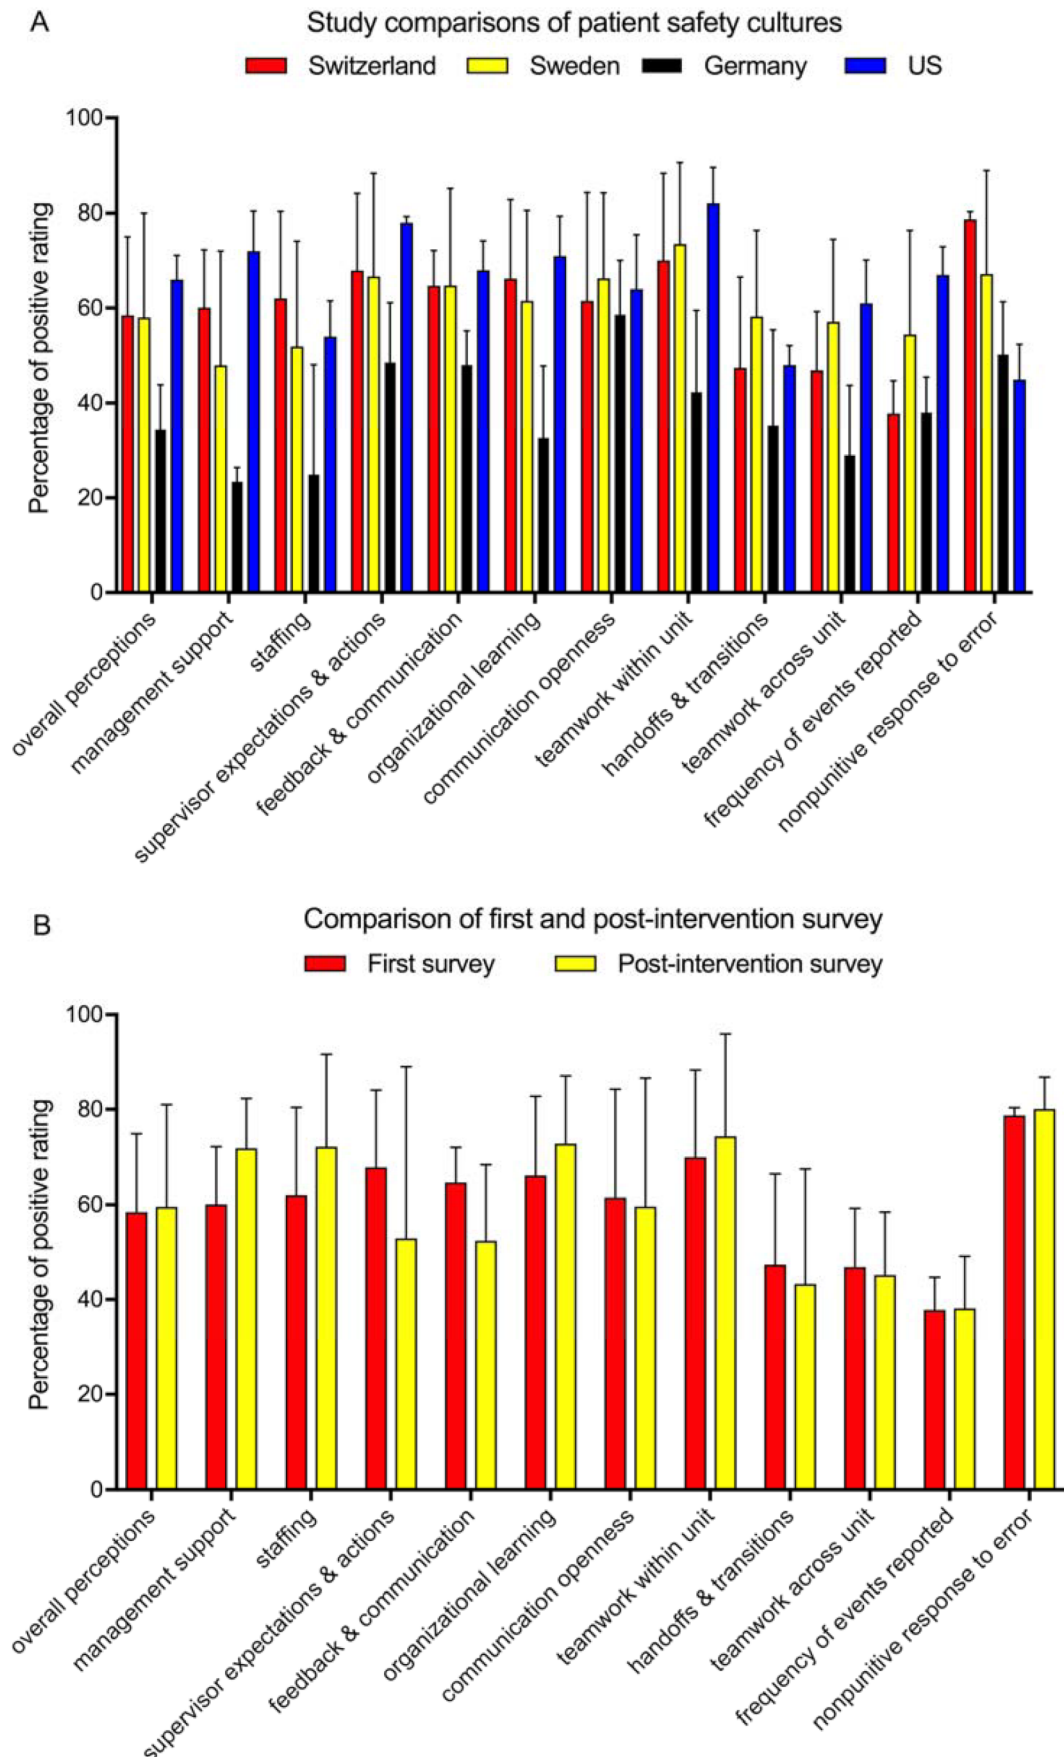 A
Study comparisons of patient safety cultures
Switzerland Sweden Germany US
Percentage of positive rating
100
80
60
40
20
0
overall perceptions
management support
staffing
supervisor expectations & actions
feedback & communication
organizational learning
communication openness
teamwork within unit
handoffs & transitions
teamwork across unit
frequency of events reported
nonpunitive response to error
B
Comparison of first and post-intervention survey
First survey Post-intervention survey
Percentage of positive rating
100
80
60
40
20
0
overall perceptions
management support
staffing
supervisor expectations & actions
feedback & communication
organizational learning
communication openness
teamwork within unit
handoffs & transitions
teamwork across unit
frequency of events reported
nonpunitive response to error